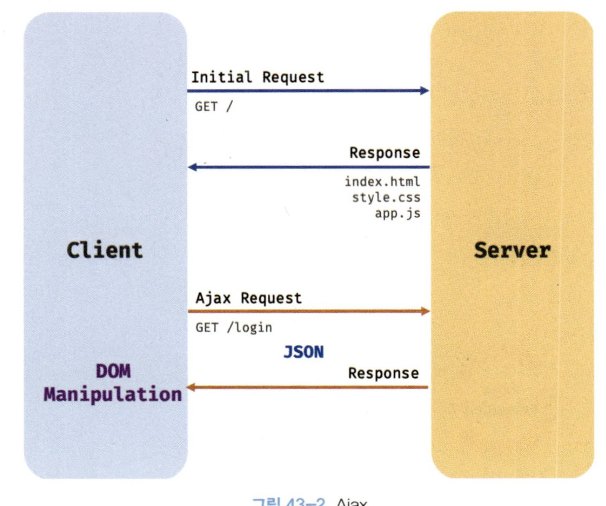 Initial Request
GET /
Response
index.html
style.css
app.js
Client
Server
Ajax Request
GET /login
JSON
Response
DOM
Manipulation
그림 43-2 Ajax